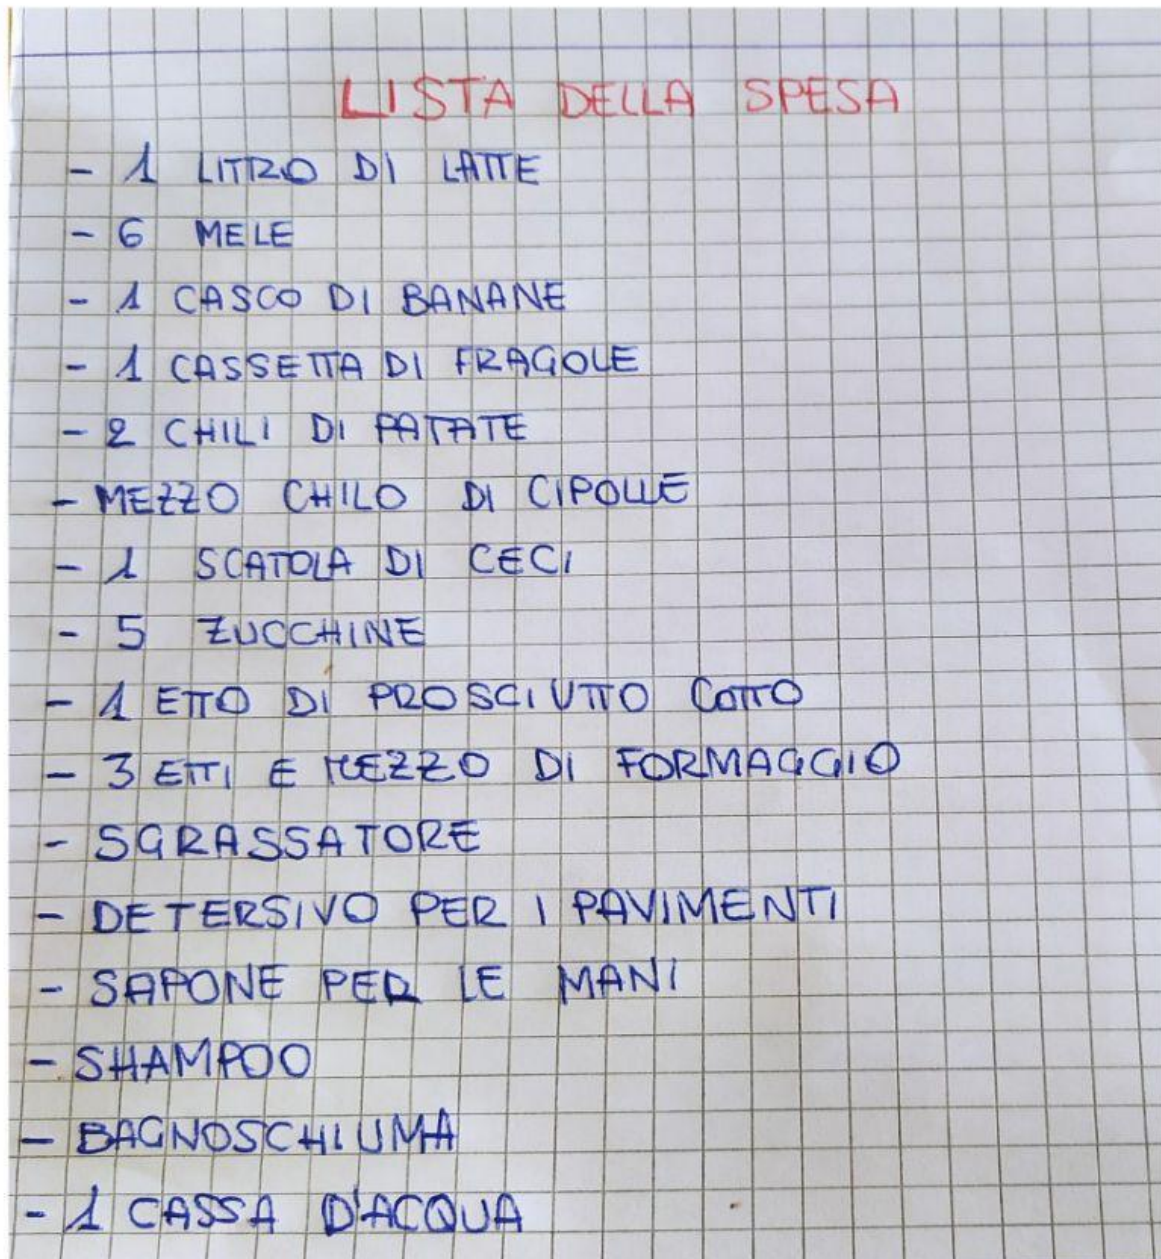 LISTA DELLA SPESA
- 1 LITRO DI LATTE
- 6 MELE
- 1 CASCO DI BANANE
- 1 CASSETTA DI FRAGOLE
- 2 CHILI DI PATATE
- MEZZO CHILO DI CIPOLLE
- 1 SCATOLA DI CECI
- 5 ZUCCHINE
- 1 ETTO DI PROSCIUTTO COTTO
- 3 ETTI E MEZZO DI FORMAGGIO
- SGRASSATORE
- DETERSIVO PER I PAVIMENTI
- SAPONE PER LE MANI
- SHAMPOO
- BAGNOSCHIUMA
- 1 CASSA D'ACQUA